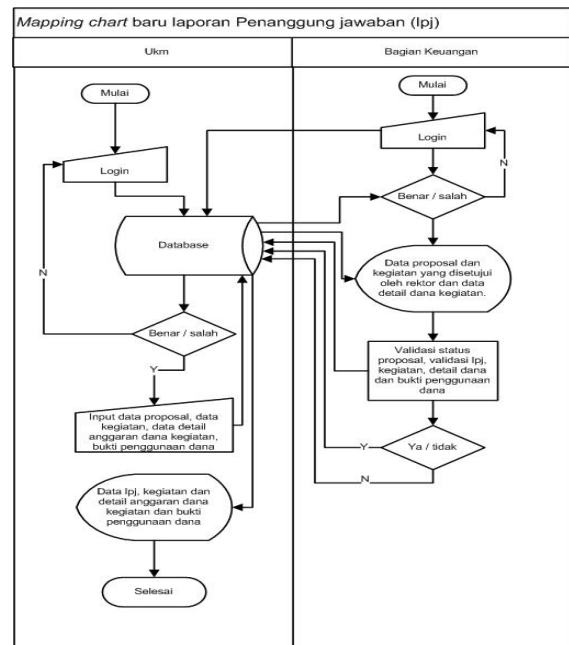 Mapping chart baru laporan Penanggung jawaban (lpj)
Ukm
Bagian Keuangan
Mulai
Login
Database
N
Benar / salah
Y
Input data proposal, data
kegiatan, data detail
anggaran dana kegiatan,
bukti penggunaan dana
Data lpj, kegiatan dan
detail anggaran dana
kegiatan dan bukti
penggunaan dana
Selesai
Mulai
Login
N
Benar / salah
Data proposal dan
kegiatan yang disetujui
oleh rektor dan data
detail dana kegiatan.
Validasi status
proposal, validasi lpj,
kegiatan, detail dana
dan bukti penggunaan
dana
Ya / tidak
Y
N